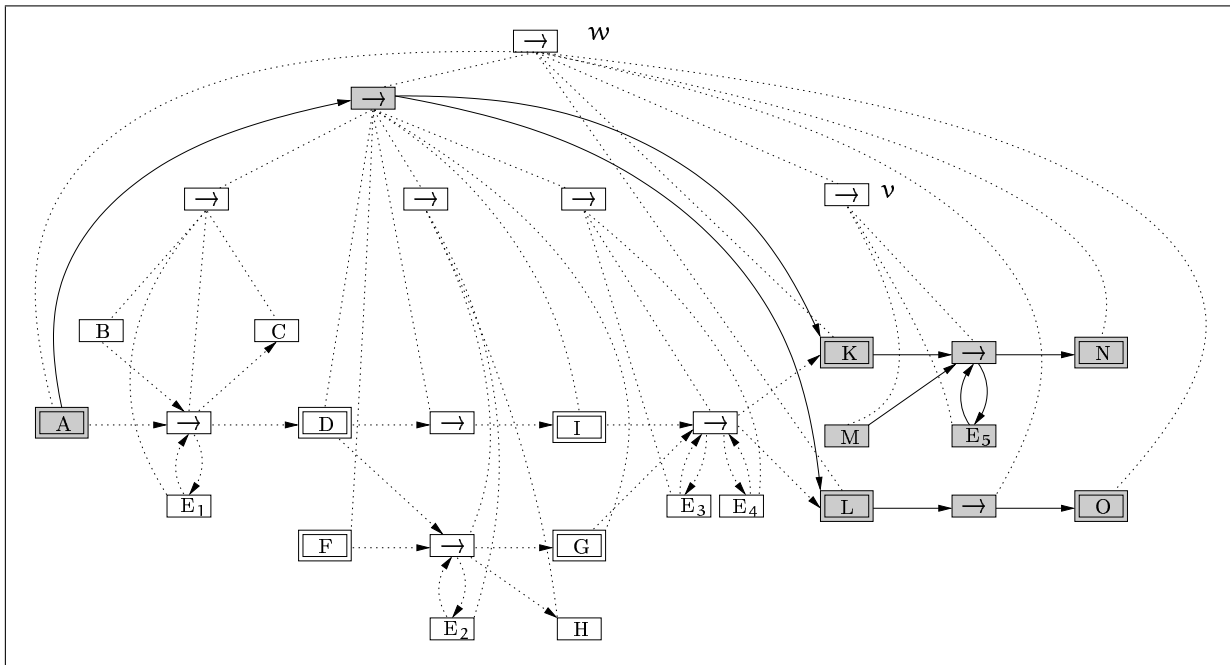 → w
→
→ → → → v
B C K → N
A → D → I → M E₅
E₁ E₃ E₄ L → O
F → G
E₂ H